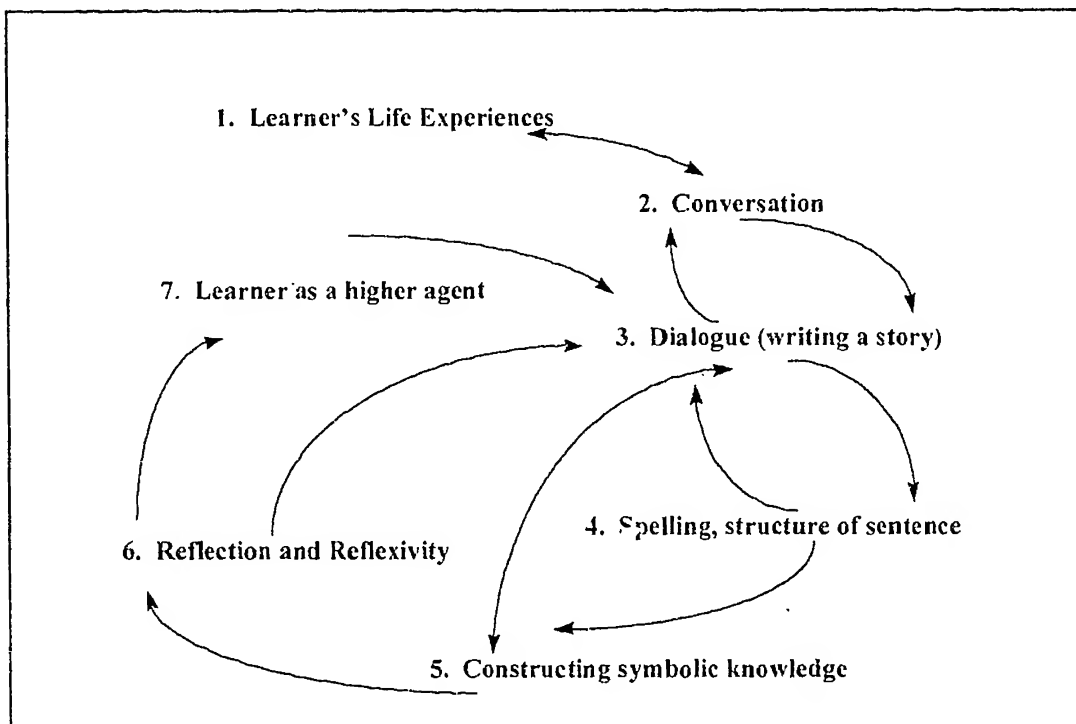 1. Learner's Life Experiences
2. Conversation
7. Learner as a higher agent
3. Dialogue (writing a story)
4. Spelling, structure of sentence
6. Reflection and Reflexivity
5. Constructing symbolic knowledge